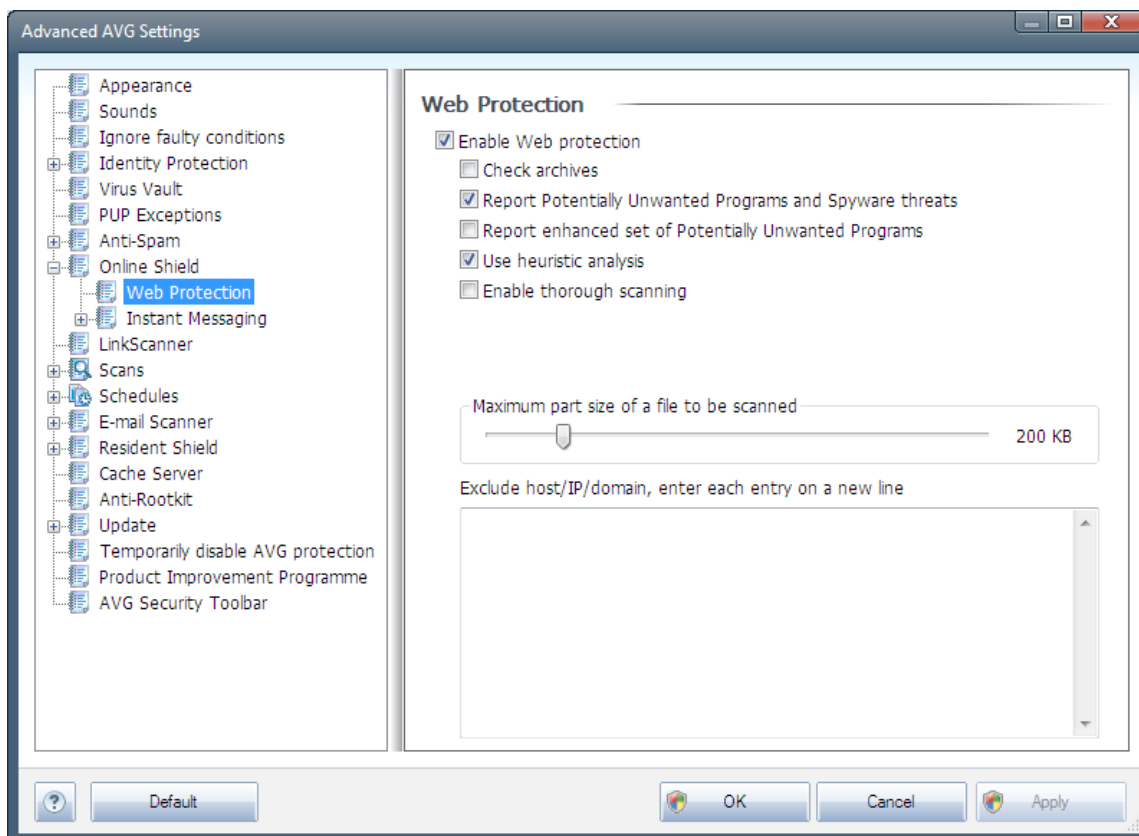 Advanced AVG Settings
Appearance
Sounds
Ignore faulty conditions
Identity Protection
Virus Vault
PUP Exceptions
Anti-Spam
Online Shield
Web Protection
Instant Messaging
LinkScanner
Scans
Schedules
E-mail Scanner
Resident Shield
Cache Server
Anti-Rootkit
Update
Temporarily disable AVG protection
Product Improvement Programme
AVG Security Toolbar
Web Protection
Enable Web protection
Check archives
Report Potentially Unwanted Programs and Spyware threats
Report enhanced set of Potentially Unwanted Programs
Use heuristic analysis
Enable thorough scanning
Maximum part size of a file to be scanned
200 KB
Exclude host/IP/domain, enter each entry on a new line
? Default OK Cancel Apply